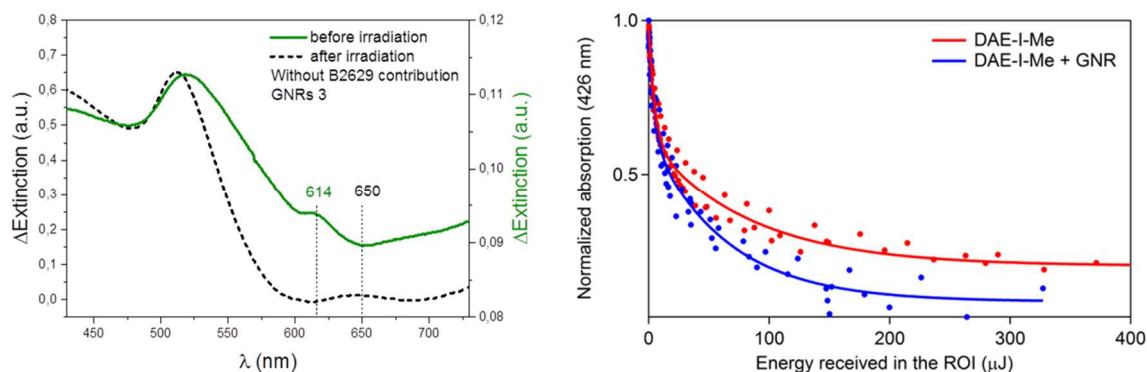 0,8
0,7
0,6
0,5
0,4
0,3
0,2
0,1
0,0
ΔExtinction (a.u.)
before irradiation
after irradiation
Without B2629 contribution
GNRs 3
614
650
0,12
0,11
0,10
0,09
0,08
ΔExtinction (a.u.)
450 500 550 600 650 700
λ (nm)
1.0
0.5
Normalized absorption (426 nm)
DAE-I-Me
DAE-I-Me + GNR
0 100 200 300 400
Energy received in the ROI (μJ)